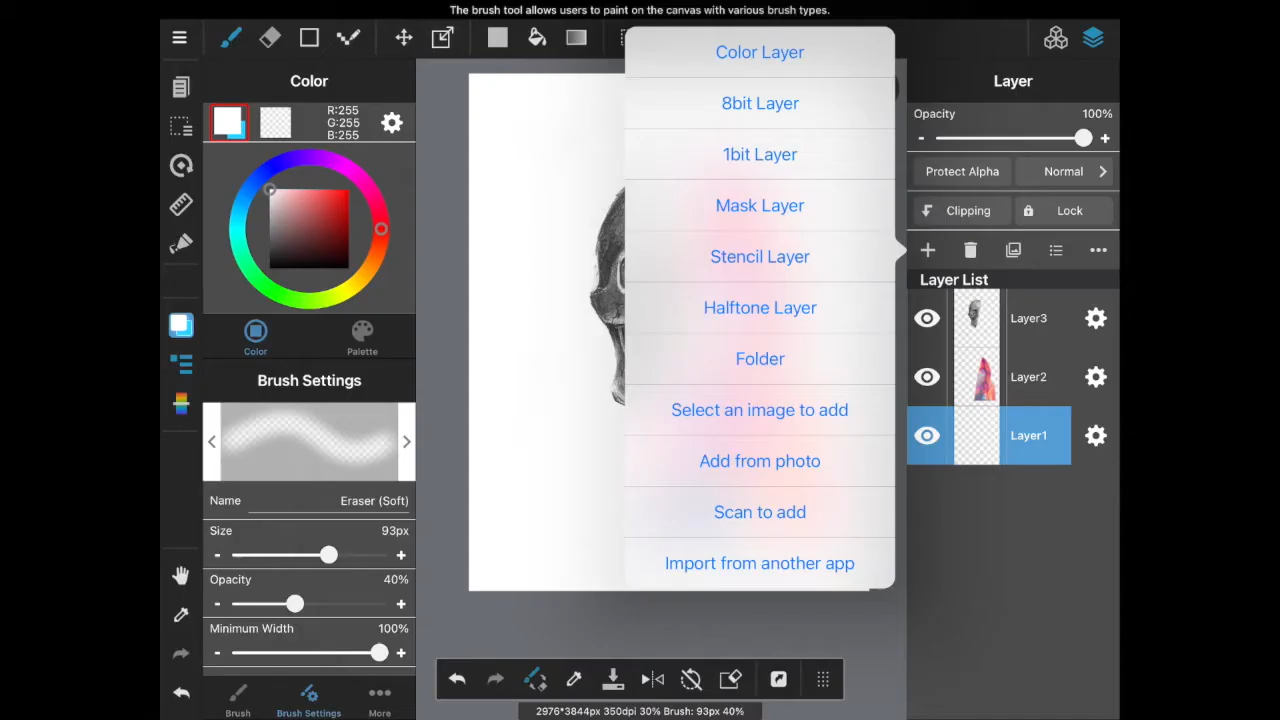 The brush tool allows users to paint on the canvas with various brush types.
Color
R:255
G:255
B:255
Color
Palette
Brush Settings
Name
Eraser (Soft)
Size
93px
-
+
Opacity
40%
-
+
Minimum Width
100%
-
+
Brush
Brush Settings
More
Color Layer
8bit Layer
1bit Layer
Mask Layer
Stencil Layer
Halftone Layer
Folder
Select an image to add
Add from photo
Scan to add
Import from another app
2976*3844px 350dpi 30% Brush: 93px 40%
Layer
Opacity
100%
-
+
Protect Alpha
Normal
Clipping
Lock
Layer List
Layer3
Layer2
Layer1